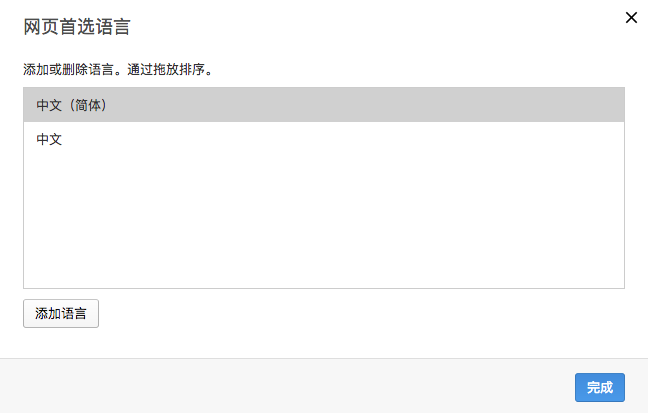 网页首选语言
添加或删除语言。通过拖放排序。
中文（简体）
中文
添加语言
完成